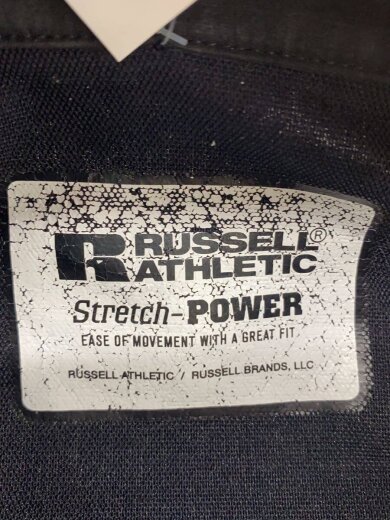 R RUSSELL®
ATHLETIC
Stretch-POWER
EASE OF MOVEMENT WITH A GREAT FIT
RUSSELL ATHLETIC / RUSSELL BRANDS, LLC